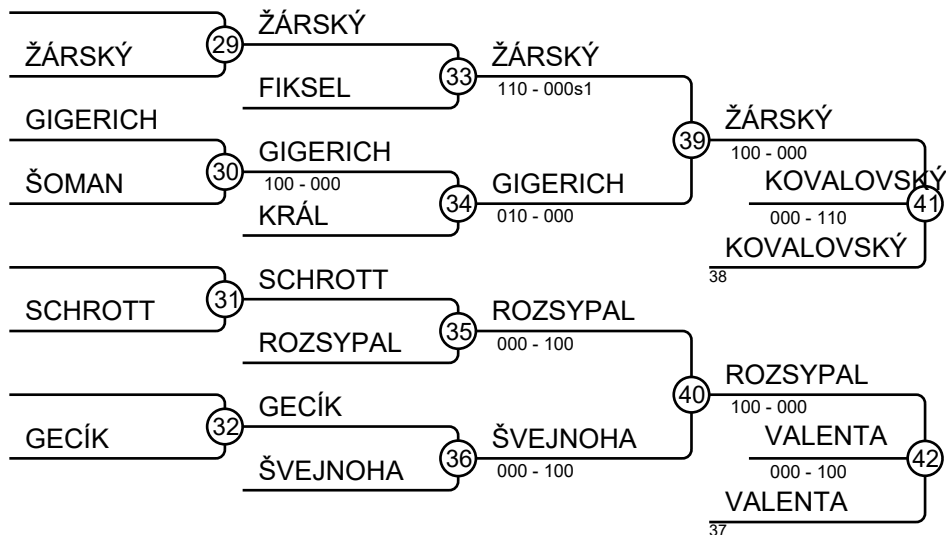 ŽÁRSKÝ
29
ŽÁRSKÝ
FIKSEL
33
ŽÁRSKÝ
110 - 000s1
GIGERICH
ŠOMAN
30
GIGERICH
100 - 000
KRÁL
34
GIGERICH
010 - 000
39
ŽÁRSKÝ
100 - 000
KOVALOVSKÝ
41
000 - 110
KOVALOVSKÝ
38
SCHROTT
31
SCHROTT
ROZSYPAL
35
ROZSYPAL
000 - 100
GECÍK
32
GECÍK
ŠVEJNOHA
36
ŠVEJNOHA
000 - 100
40
ROZSYPAL
100 - 000
VALENTA
42
000 - 100
VALENTA
37